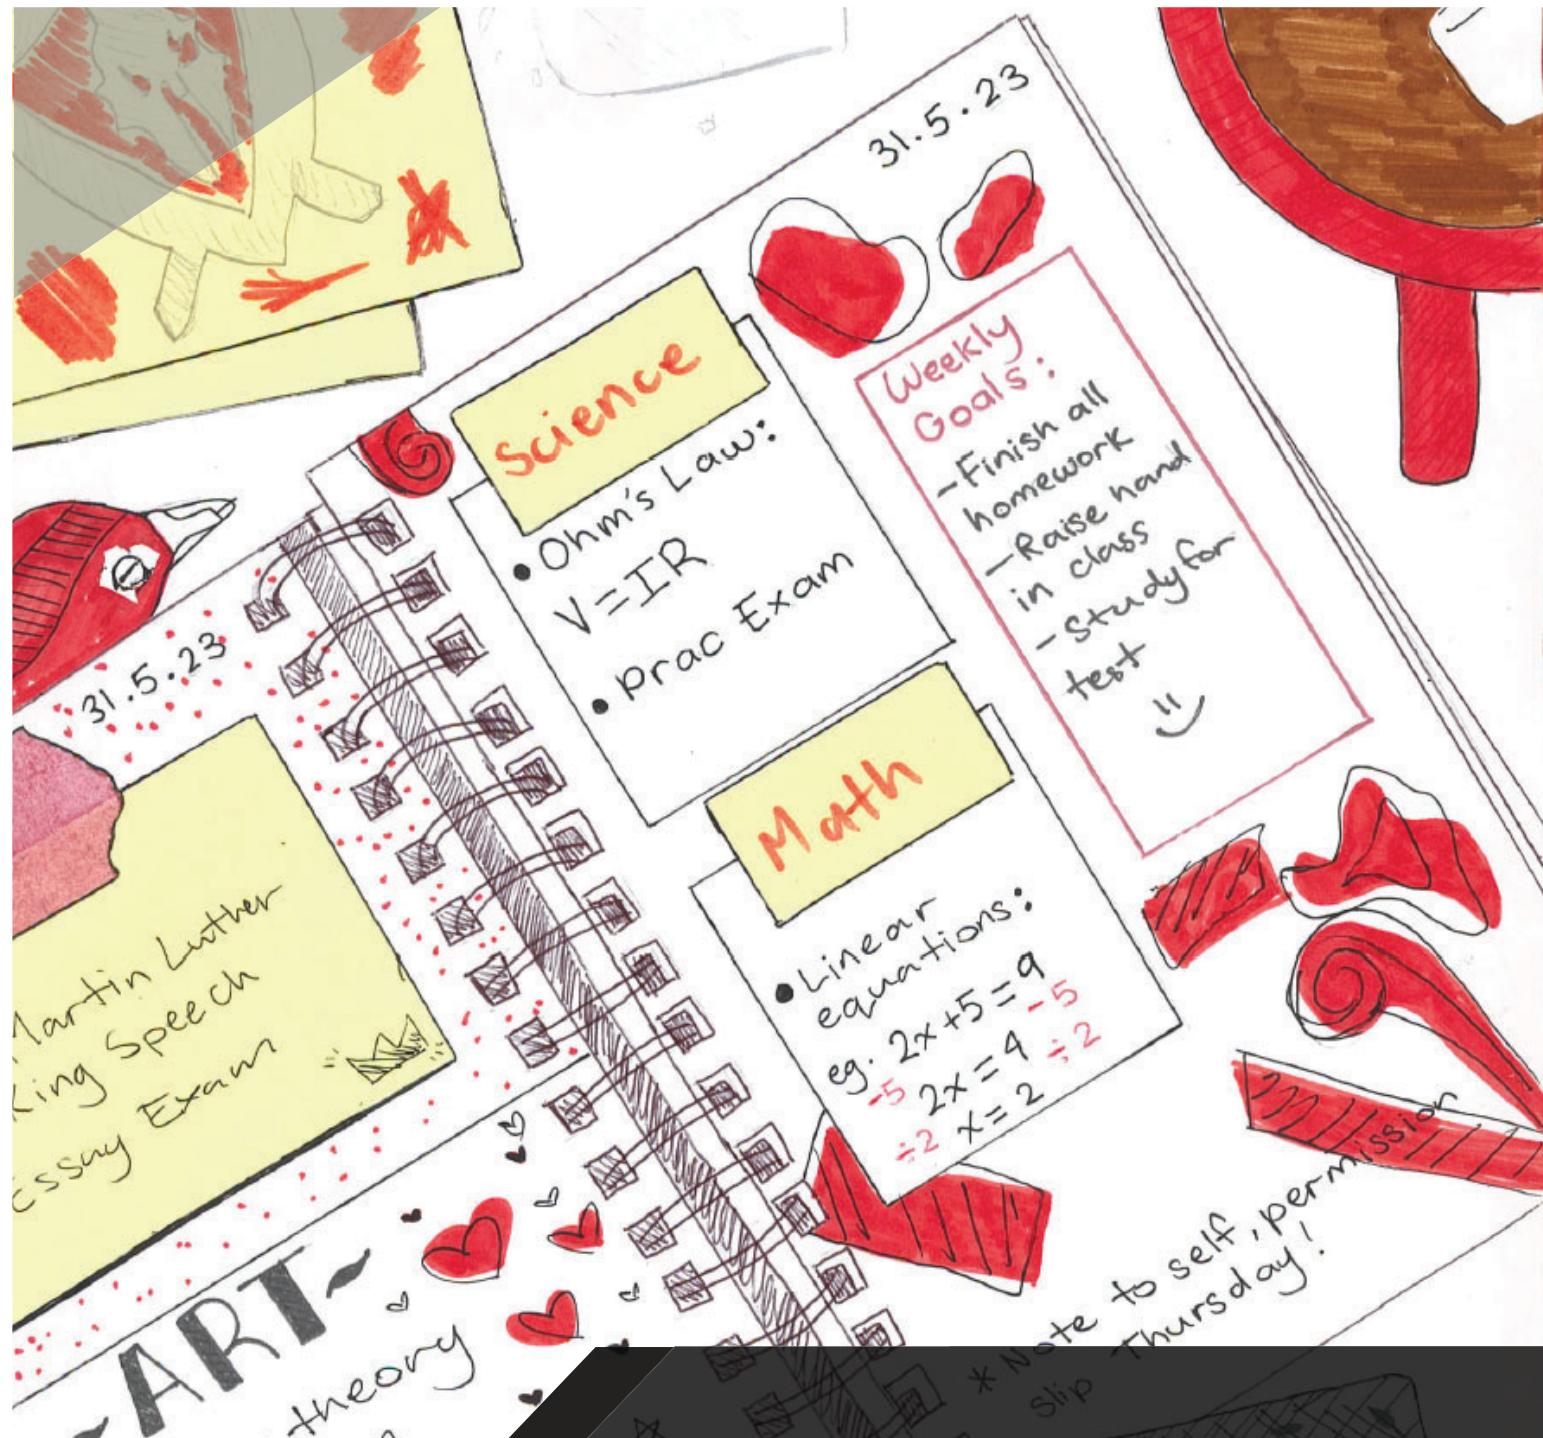 31.5.23
Martin Luther
King Speech
Essay Exam
~ART~
theory
31.5.23
Science
• Ohm's Law:
V=IR
• Prac Exam
Weekly
Goals:
-Finish all
homework
-Raise hand
in class
-Study for
test
Math
• Linear
equations:
eg. 2x+5=9
-5 -5
2x=4
÷2 ÷2
x=2
* Note to self, permission
slip Thursday!